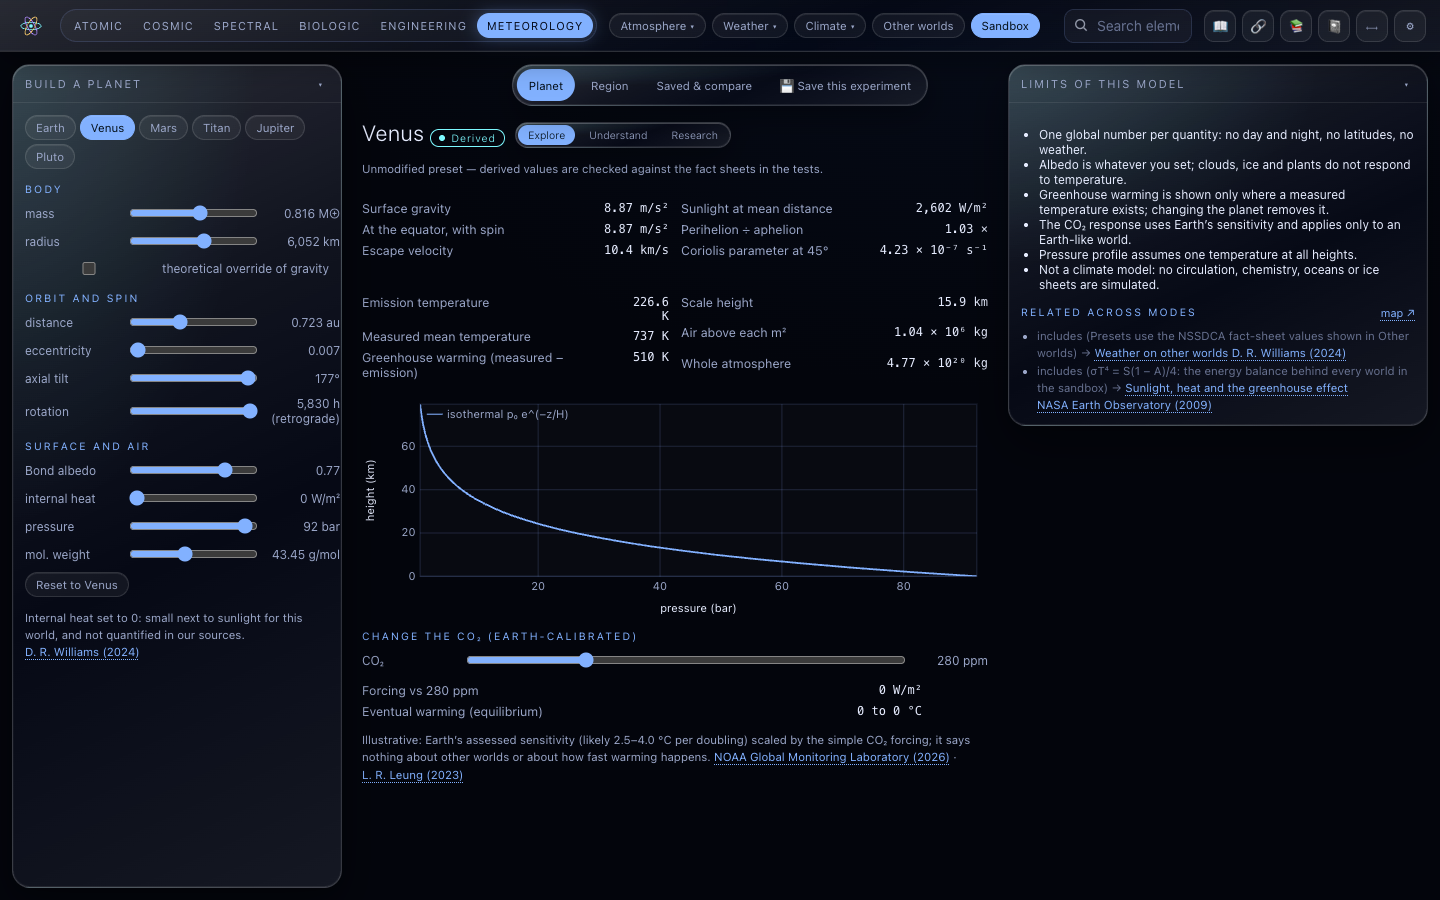 ATOMIC COSMIC SPECTRAL BIOLOGIC ENGINEERING METEOROLOGY Atmosphere ▾ Weather ▾ Climate ▾ Other worlds Sandbox Search eleme
BUILD A PLANET
Earth Venus Mars Titan Jupiter
Pluto
BODY
mass 0.816 M⊕
radius 6,052 km
theoretical override of gravity
ORBIT AND SPIN
distance 0.723 au
eccentricity 0.007
axial tilt 177°
rotation 5,830 h
(retrograde)
SURFACE AND AIR
Bond albedo 0.77
internal heat 0 W/m²
pressure 92 bar
mol. weight 43.45 g/mol
Reset to Venus
Internal heat set to 0: small next to sunlight for this
world, and not quantified in our sources.
D. R. Williams (2024)
Planet Region Saved & compare 💾 Save this experiment
Venus Derived Explore Understand Research
Unmodified preset — derived values are checked against the fact sheets in the tests.
Surface gravity 8.87 m/s² Sunlight at mean distance 2,602 W/m²
At the equator, with spin 8.87 m/s² Perihelion ÷ aphelion 1.03 ×
Escape velocity 10.4 km/s Coriolis parameter at 45° 4.23 × 10⁻⁷ s⁻¹
Emission temperature 226.6 K Scale height 15.9 km
Measured mean temperature 737 K Air above each m² 1.04 × 10⁶ kg
Greenhouse warming (measured –
emission) 510 K Whole atmosphere 4.77 × 10²⁰ kg
isothermal p₀ e^(−z/H)
height (km)
60
40
20
0
20 40 60 80
pressure (bar)
CHANGE THE CO₂ (EARTH-CALIBRATED)
CO₂ 280 ppm
Forcing vs 280 ppm 0 W/m²
Eventual warming (equilibrium) 0 to 0 °C
Illustrative: Earth's assessed sensitivity (likely 2.5–4.0 °C per doubling) scaled by the simple CO₂ forcing; it says
nothing about other worlds or about how fast warming happens. NOAA Global Monitoring Laboratory (2026) ·
L. R. Leung (2023)
LIMITS OF THIS MODEL
• One global number per quantity: no day and night, no latitudes, no
weather.
• Albedo is whatever you set; clouds, ice and plants do not respond
to temperature.
• Greenhouse warming is shown only where a measured
temperature exists; changing the planet removes it.
• The CO₂ response uses Earth's sensitivity and applies only to an
Earth-like world.
• Pressure profile assumes one temperature at all heights.
• Not a climate model: no circulation, chemistry, oceans or ice
sheets are simulated.
RELATED ACROSS MODES map ↗
• includes (Presets use the NSSDCA fact-sheet values shown in Other
worlds) → Weather on other worlds D. R. Williams (2024)
• includes (σT⁴ = S(1 − A)/4: the energy balance behind every world in
the sandbox) → Sunlight, heat and the greenhouse effect
NASA Earth Observatory (2009)